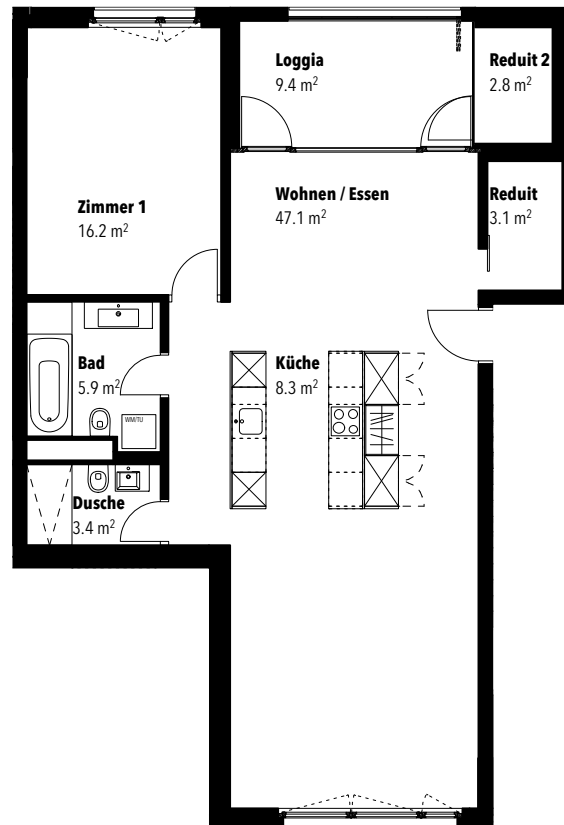 Loggia
9.4 m²
Reduit 2
2.8 m²
Zimmer 1
16.2 m²
Wohnen / Essen
47.1 m²
Reduit
3.1 m²
Bad
5.9 m²
WM/TU
Küche
8.3 m²
Dusche
3.4 m²